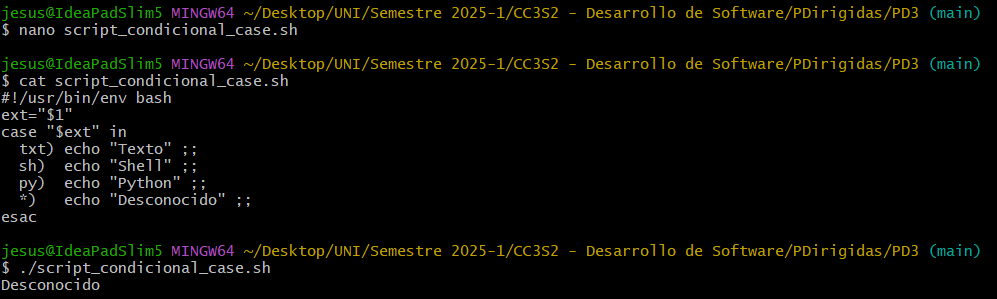 jesus@IdeaPadSlim5 MINGW64 ~/Desktop/UNI/Semestre 2025-1/CC3S2 - Desarrollo de Software/PDirigidas/PD3 (main)
$ nano script_condicional_case.sh

jesus@IdeaPadSlim5 MINGW64 ~/Desktop/UNI/Semestre 2025-1/CC3S2 - Desarrollo de Software/PDirigidas/PD3 (main)
$ cat script_condicional_case.sh
#!/usr/bin/env bash
ext="$1"
case "$ext" in
  txt) echo "Texto" ;;
  sh)  echo "Shell" ;;
  py)  echo "Python" ;;
  *)   echo "Desconocido" ;;
esac

jesus@IdeaPadSlim5 MINGW64 ~/Desktop/UNI/Semestre 2025-1/CC3S2 - Desarrollo de Software/PDirigidas/PD3 (main)
$ ./script_condicional_case.sh
Desconocido